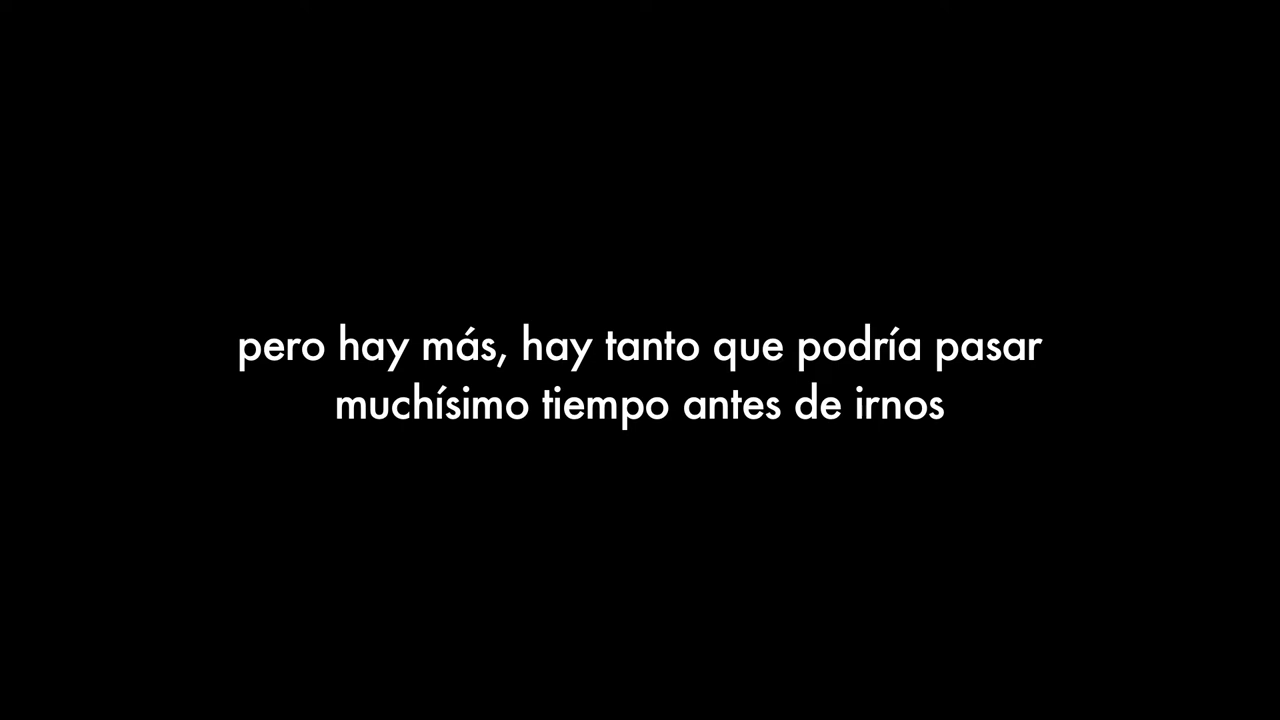 pero hay más, hay tanto que podría pasar
muchísimo tiempo antes de irnos